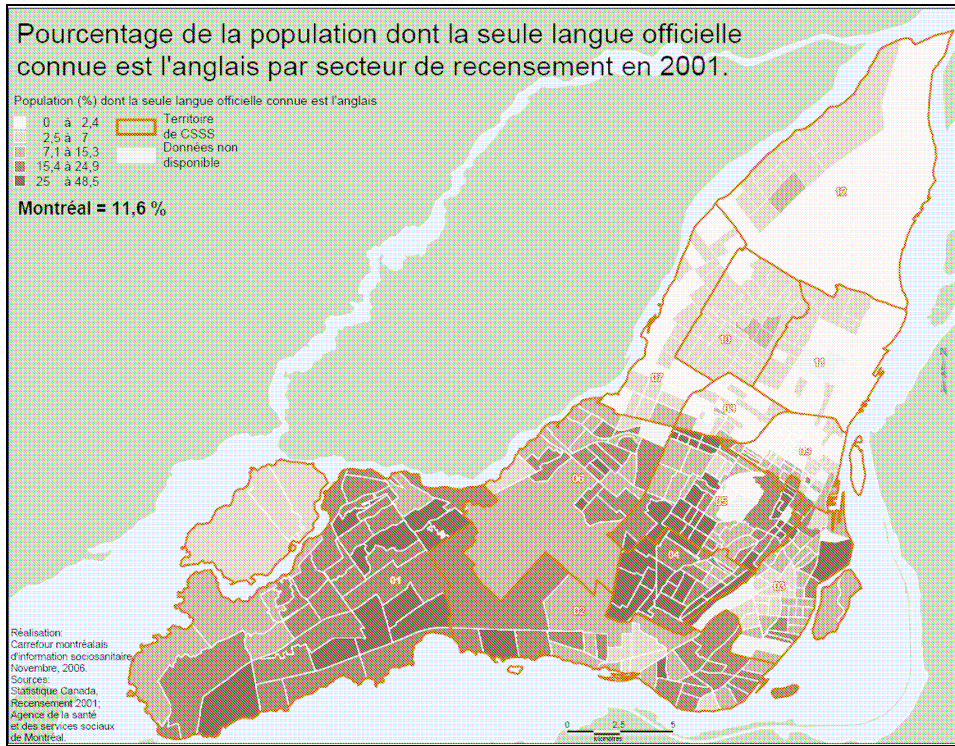 Pourcentage de la population dont la seule langue officielle
connue est l'anglais par secteur de recensement en 2001.
Population (%) dont la seule langue officielle connue est l'anglais
0 à 2,4
2,5 à 7
7,1 à 15,3
15,4 à 24,9
25 à 48,5
Territoire
de CSSS
Données non
disponible
Montréal = 11,6 %
12
10
11
07
08
09
06
05
04
01
03
02
N
Réalisation:
Carrefour montréalais
d'information sociosanitaire
Novembre, 2006.
Sources:
Statistique Canada,
Recensement 2001;
Agence de la santé
et des services sociaux
de Montréal.
0 2,5 5
kilomètres